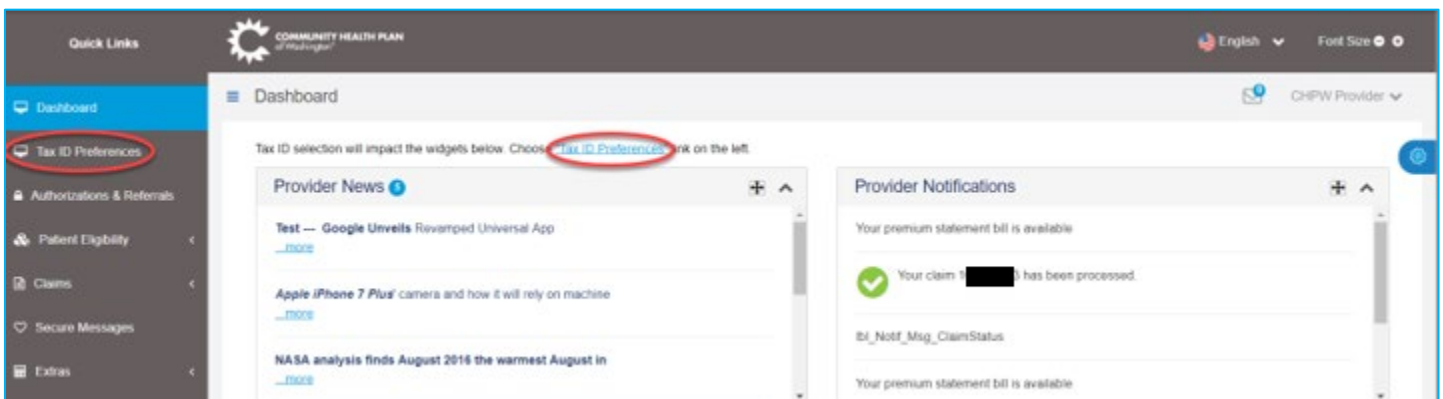 Quick Links
COMMUNITY HEALTH PLAN
of Washington
English
Font Size
Dashboard
Dashboard
CHPW Provider
Tax ID Preferences
Tax ID selection will impact the widgets below. Choose "Tax ID Preferences" link on the left.
Authorizations & Referrals
Patient Eligibility
Claims
Secure Messages
Extras
Provider News 5
Test --- Google Unveils Revamped Universal App
...more
Apple iPhone 7 Plus' camera and how it will rely on machine
...more
NASA analysis finds August 2016 the warmest August in
...more
Provider Notifications
Your premium statement bill is available
Your claim 1 has been processed.
lbl_Notif_Msg_ClaimStatus
Your premium statement bill is available